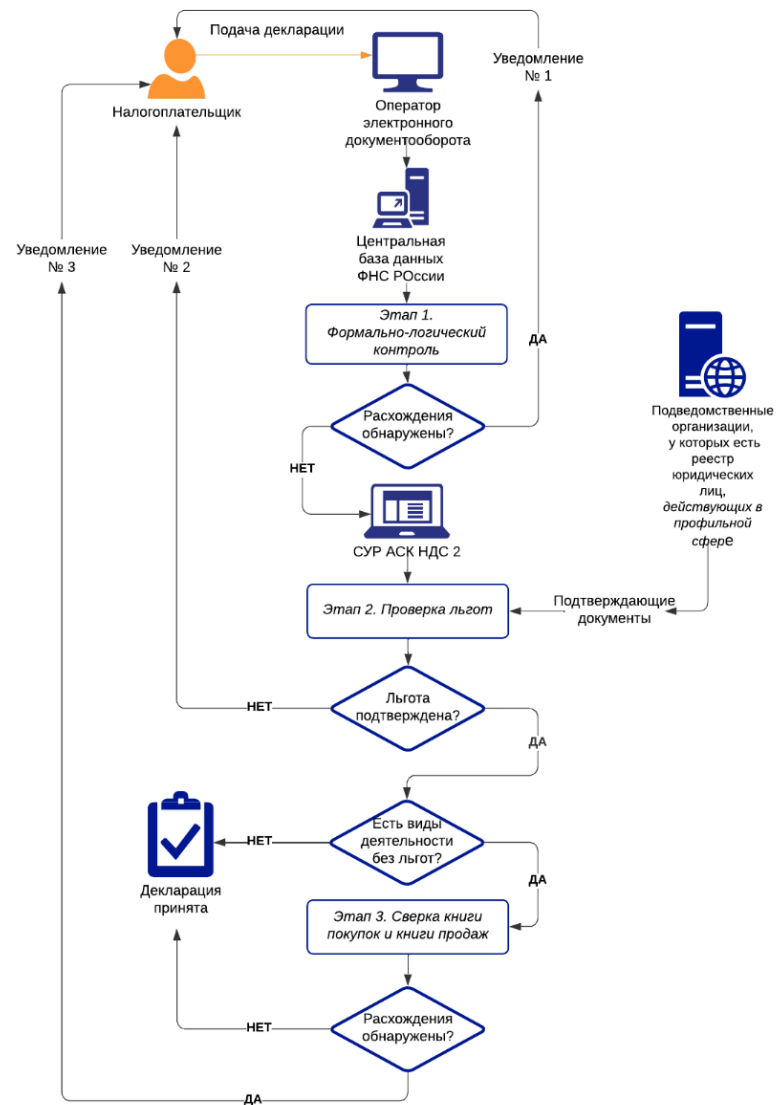 Подача декларации
Уведомление
№ 1
Налогоплательщик
Оператор
электронного
документооборота
Уведомление
№ 3
Уведомление
№ 2
Центральная
база данных
ФНС РОссии
Этап 1.
Формально-логический
контроль
ДА
Расхождения
обнаружены?
Подведомственные
организации,
у которых есть
реестр
юридических
лиц,
действующих в
профильной
сфере
НЕТ
СУР АСК НДС 2
Этап 2. Проверка льгот
Подтверждающие
документы
Льгота
подтверждена?
НЕТ
ДА
Есть виды
деятельности
без льгот?
НЕТ
ДА
Декларация
принята
Этап 3. Сверка книги
покупок и книги продаж
Расхождения
обнаружены?
НЕТ
ДА